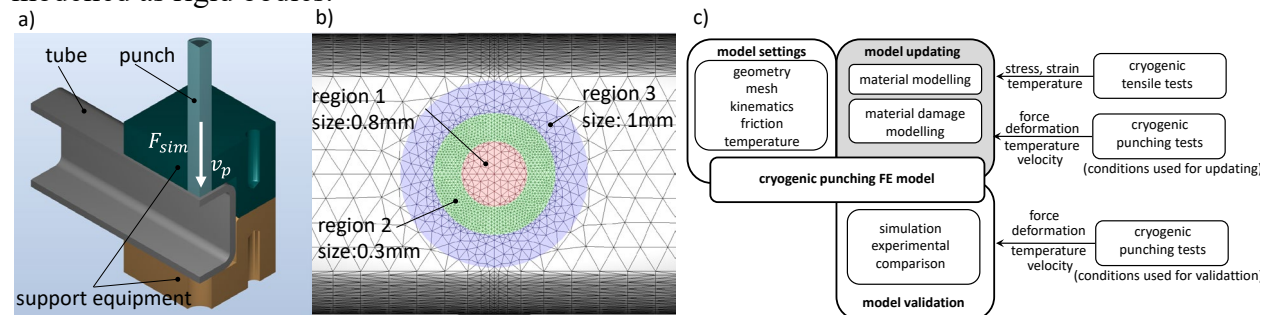 modelled as rigid bodies.
a)
tube
punch
F_sim
v_p
support equipment
b)
region 1
size:0.8mm
region 3
size: 1mm
region 2
size:0.3mm
c)
model settings
geometry
mesh
kinematics
friction
temperature
model updating
material modelling
material damage
modelling
stress, strain
temperature
cryogenic
tensile tests
force
deformation
temperature
velocity
cryogenic
punching tests
(conditions used for updating)
cryogenic punching FE model
simulation
experimental
comparison
model validation
force
deformation
temperature
velocity
cryogenic
punching tests
(conditions used for validattion)